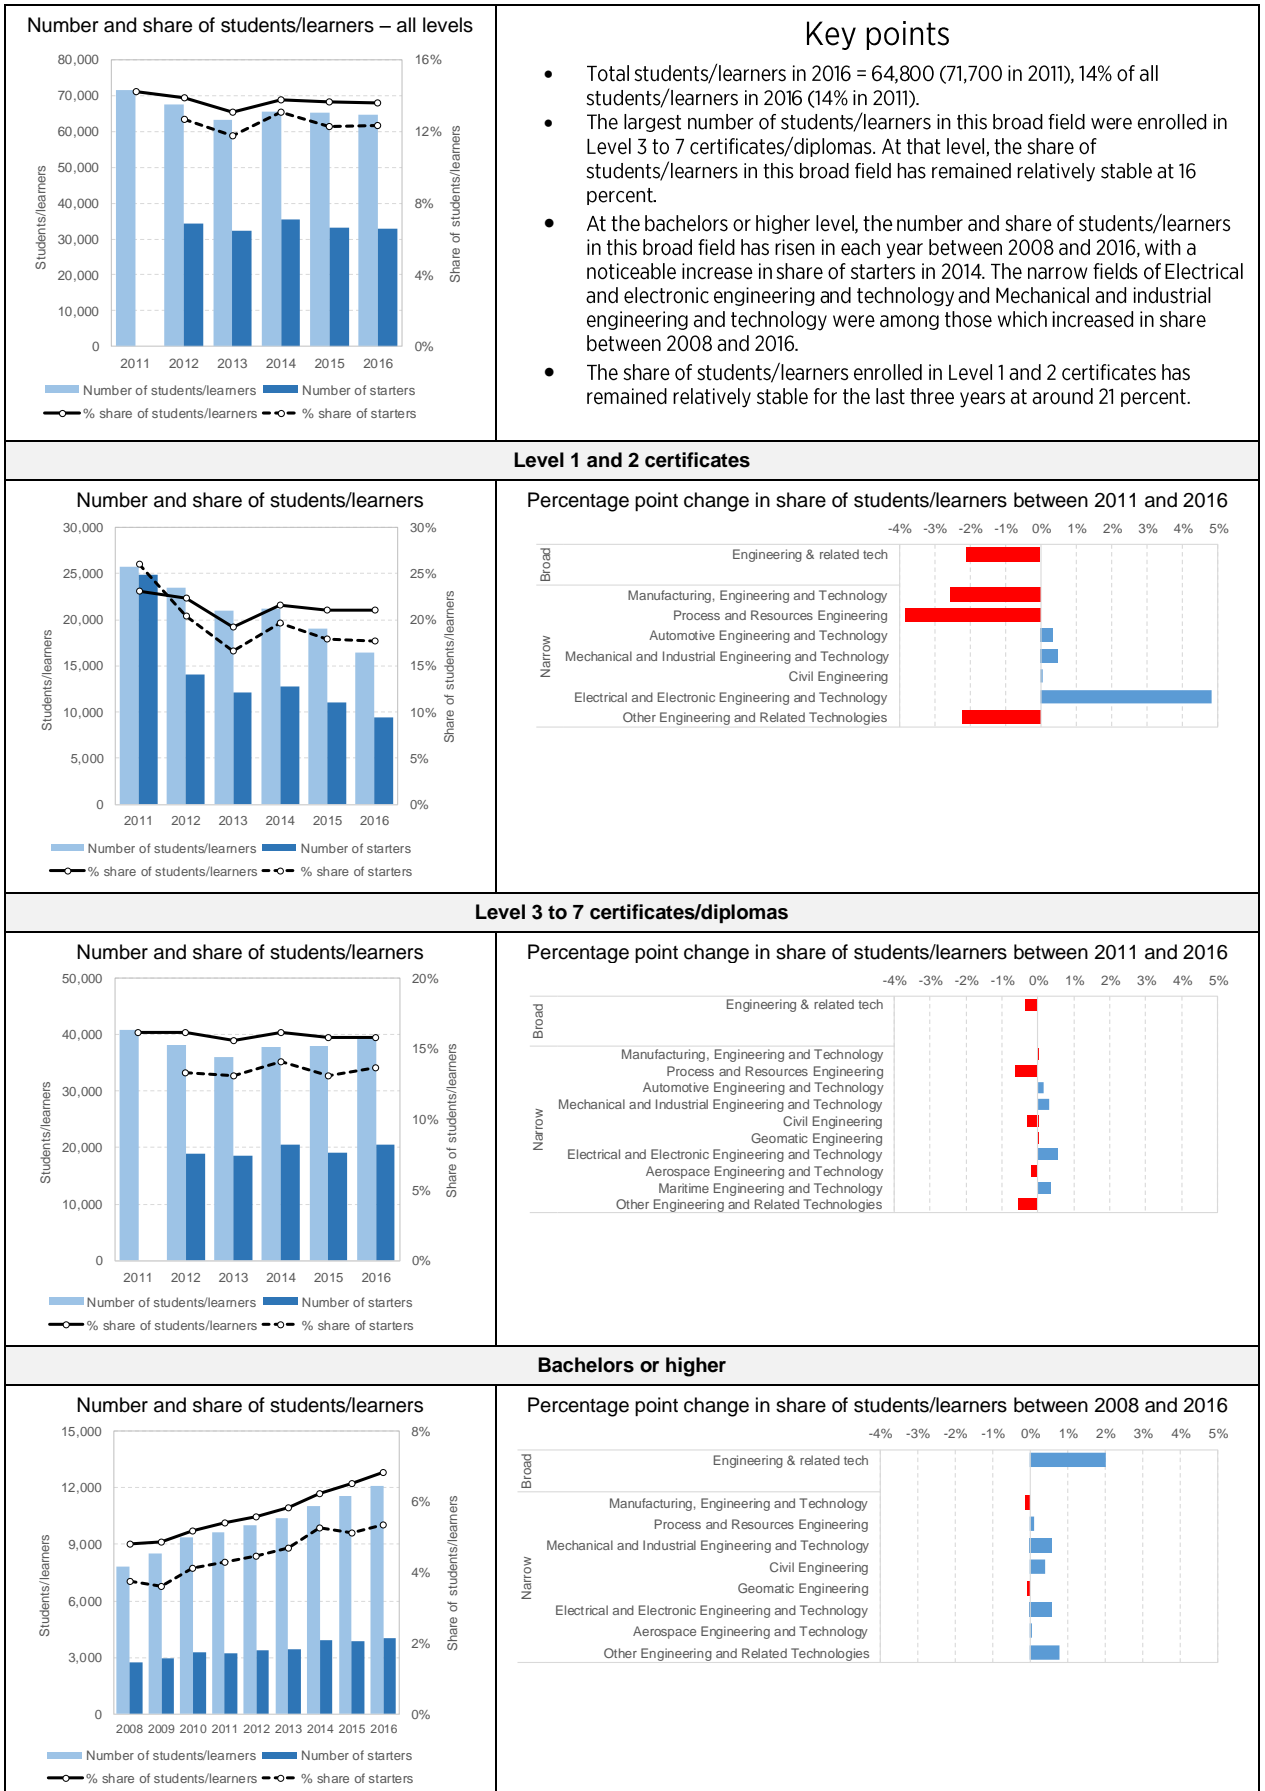 Number and share of students/learners – all levels
80,000
70,000
60,000
50,000
40,000
30,000
20,000
10,000
0
16%
12%
8%
4%
0%
Students/learners
Share of students/learners
2011 2012 2013 2014 2015 2016
Number of students/learners Number of starters
% share of students/learners % share of starters
Key points
• Total students/learners in 2016 = 64,800 (71,700 in 2011), 14% of all
students/learners in 2016 (14% in 2011).
• The largest number of students/learners in this broad field were enrolled in
Level 3 to 7 certificates/diplomas. At that level, the share of
students/learners in this broad field has remained relatively stable at 16
percent.
• At the bachelors or higher level, the number and share of students/learners
in this broad field has risen in each year between 2008 and 2016, with a
noticeable increase in share of starters in 2014. The narrow fields of Electrical
and electronic engineering and technology and Mechanical and industrial
engineering and technology were among those which increased in share
between 2008 and 2016.
• The share of students/learners enrolled in Level 1 and 2 certificates has
remained relatively stable for the last three years at around 21 percent.
Level 1 and 2 certificates
Number and share of students/learners
30,000
25,000
20,000
15,000
10,000
5,000
0
30%
25%
20%
15%
10%
5%
0%
Students/learners
Share of students/learners
2011 2012 2013 2014 2015 2016
Number of students/learners Number of starters
% share of students/learners % share of starters
Percentage point change in share of students/learners between 2011 and 2016
-4% -3% -2% -1% 0% 1% 2% 3% 4% 5%
Broad
Engineering & related tech
Narrow
Manufacturing, Engineering and Technology
Process and Resources Engineering
Automotive Engineering and Technology
Mechanical and Industrial Engineering and Technology
Civil Engineering
Electrical and Electronic Engineering and Technology
Other Engineering and Related Technologies
Level 3 to 7 certificates/diplomas
Number and share of students/learners
50,000
40,000
30,000
20,000
10,000
0
20%
15%
10%
5%
0%
Students/learners
Share of students/learners
2011 2012 2013 2014 2015 2016
Number of students/learners Number of starters
% share of students/learners % share of starters
Percentage point change in share of students/learners between 2011 and 2016
-4% -3% -2% -1% 0% 1% 2% 3% 4% 5%
Broad
Engineering & related tech
Narrow
Manufacturing, Engineering and Technology
Process and Resources Engineering
Automotive Engineering and Technology
Mechanical and Industrial Engineering and Technology
Civil Engineering
Geomatic Engineering
Electrical and Electronic Engineering and Technology
Aerospace Engineering and Technology
Maritime Engineering and Technology
Other Engineering and Related Technologies
Bachelors or higher
Number and share of students/learners
15,000
12,000
9,000
6,000
3,000
0
8%
6%
4%
2%
0%
Students/learners
Share of students/learners
2008 2009 2010 2011 2012 2013 2014 2015 2016
Number of students/learners Number of starters
% share of students/learners % share of starters
Percentage point change in share of students/learners between 2008 and 2016
-4% -3% -2% -1% 0% 1% 2% 3% 4% 5%
Broad
Engineering & related tech
Narrow
Manufacturing, Engineering and Technology
Process and Resources Engineering
Mechanical and Industrial Engineering and Technology
Civil Engineering
Geomatic Engineering
Electrical and Electronic Engineering and Technology
Aerospace Engineering and Technology
Other Engineering and Related Technologies